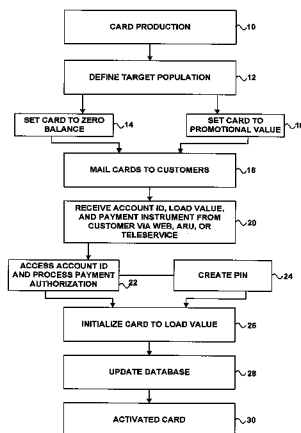 CARD PRODUCTION
10
DEFINE TARGET POPULATION
12
SET CARD TO ZERO
BALANCE
14
SET CARD TO
PROMOTIONAL VALUE
16
MAIL CARDS TO CUSTOMERS
18
RECEIVE ACCOUNT ID, LOAD VALUE,
AND PAYMENT INSTRUMENT FROM
CUSTOMER VIA WEB, ARU, OR
TELESERVICE
20
ACCESS ACCOUNT ID
AND PROCESS PAYMENT
AUTHORIZATION
22
CREATE PIN
24
INITIALIZE CARD TO LOAD VALUE
26
UPDATE DATABASE
28
ACTIVATED CARD
30